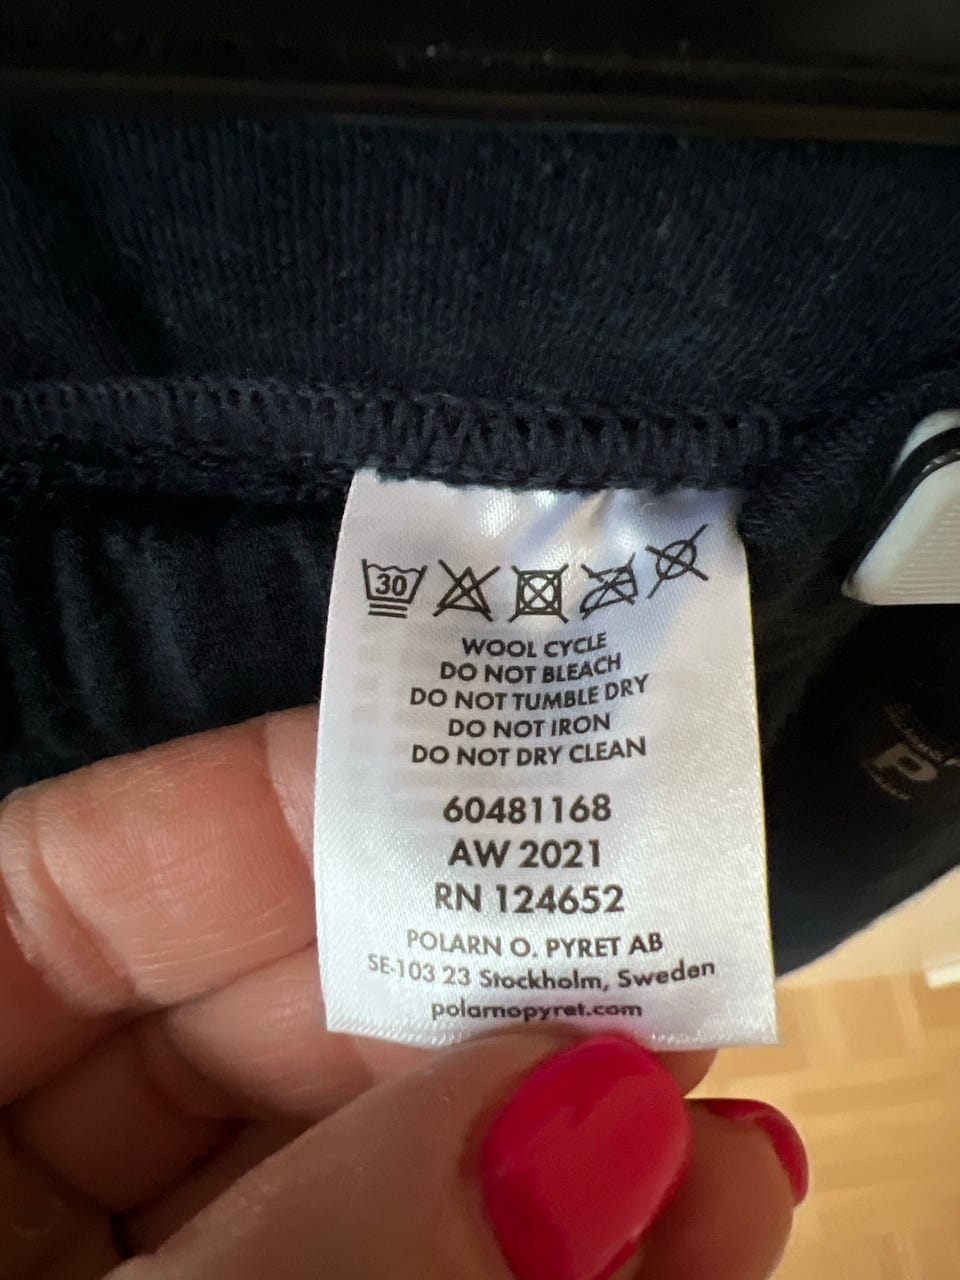 30
WOOL CYCLE
DO NOT BLEACH
DO NOT TUMBLE DRY
DO NOT IRON
DO NOT DRY CLEAN
60481168
AW 2021
RN 124652
POLARN O. PYRET AB
SE-103 23 Stockholm, Sweden
polarnopyret.com
P